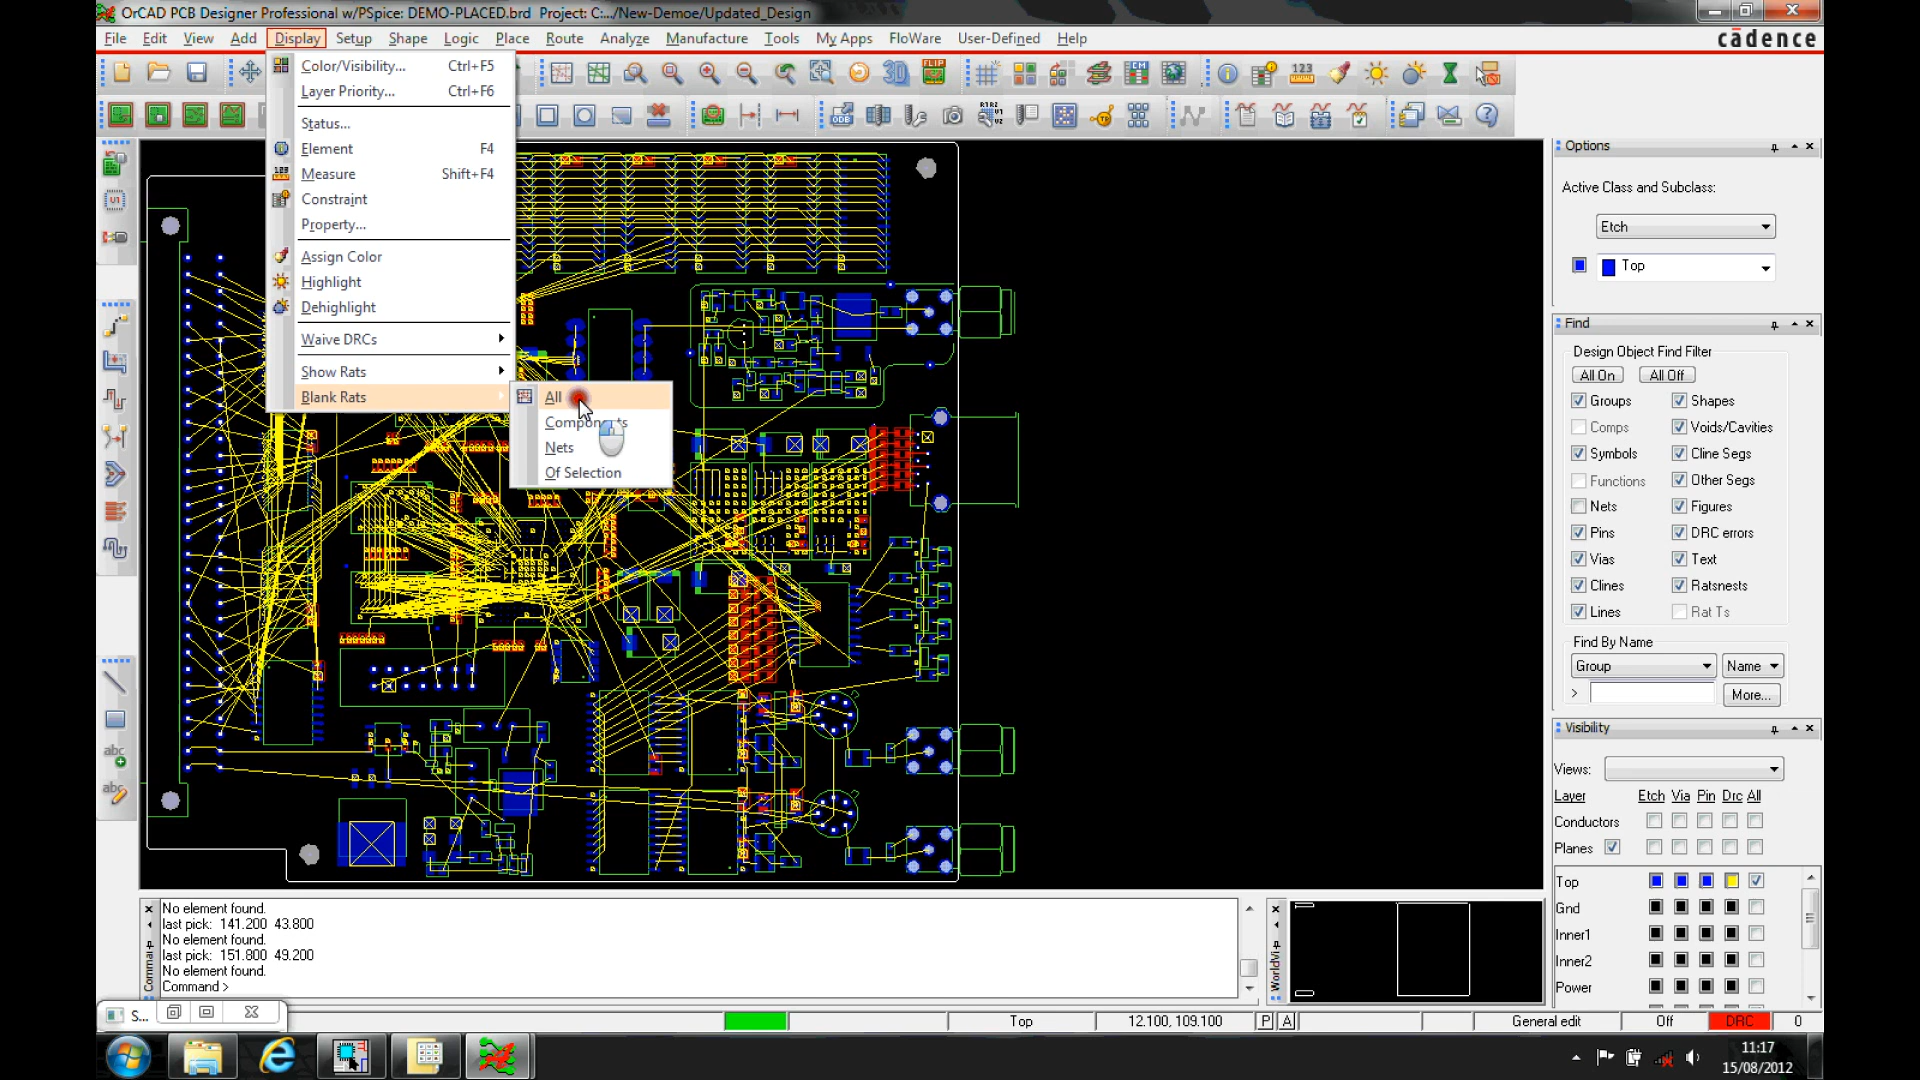 OrCAD PCB Designer Professional w/PSpice: DEMO-PLACED.brd  Project: C:.../New-Demoe/Updated_Design
File Edit View Add Display Setup Shape Logic Place Route Analyze Manufacture Tools My Apps FloWare User-Defined Help
cādence
Color/Visibility... Ctrl+F5
Layer Priority... Ctrl+F6
Status...
Element F4
Measure Shift+F4
Constraint
Property...
Assign Color
Highlight
Dehighlight
Waive DRCs
Show Rats
Blank Rats
All
Components
Nets
Of Selection
Options
Active Class and Subclass:
Etch
Top
Find
Design Object Find Filter
All On All Off
Groups Shapes
Comps Voids/Cavities
Symbols Cline Segs
Functions Other Segs
Nets Figures
Pins DRC errors
Vias Text
Clines Ratsnests
Lines Rat Ts
Find By Name
Group Name
> More...
Visibility
Views:
Layer Etch Via Pin Drc All
Conductors
Planes
Top
Gnd
Inner1
Inner2
Power
No element found.
last pick:  141.200  43.800
No element found.
last pick:  151.800  49.200
No element found.
Command >
S...
Top 12.100, 109.100 P A General edit Off DRC 0
11:17
15/08/2012